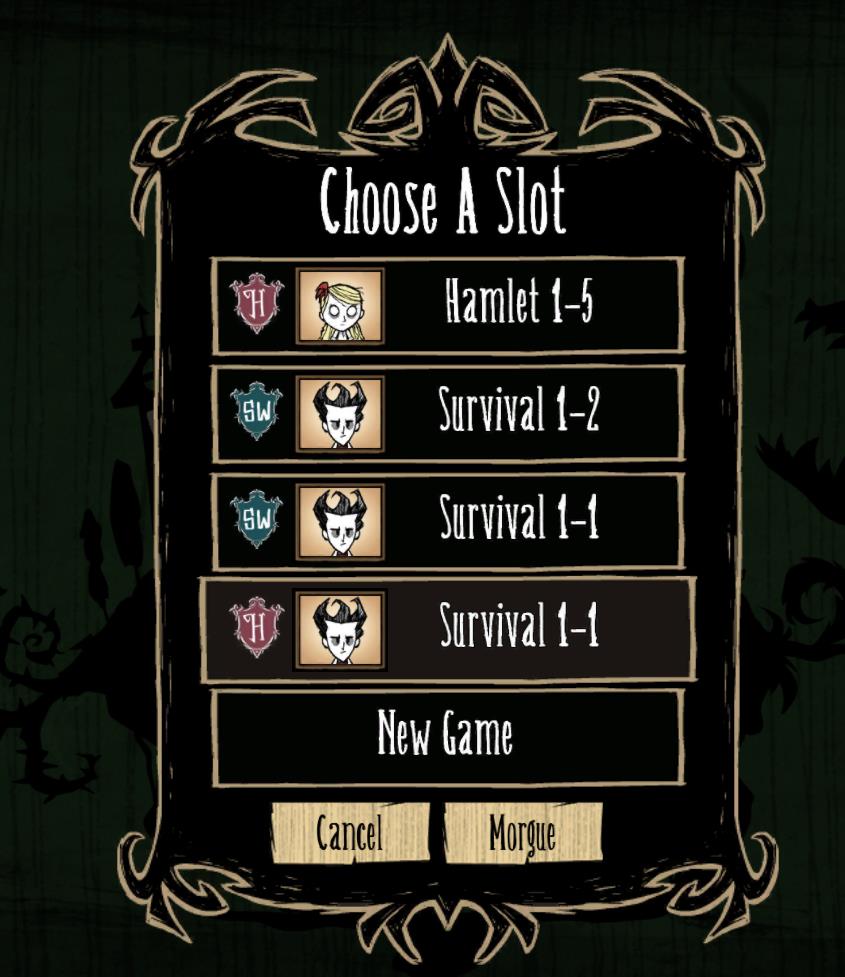 Choose A Slot
H Hamlet 1-5
SW Survival 1-2
SW Survival 1-1
H Survival 1-1
New Game
Cancel Morgue